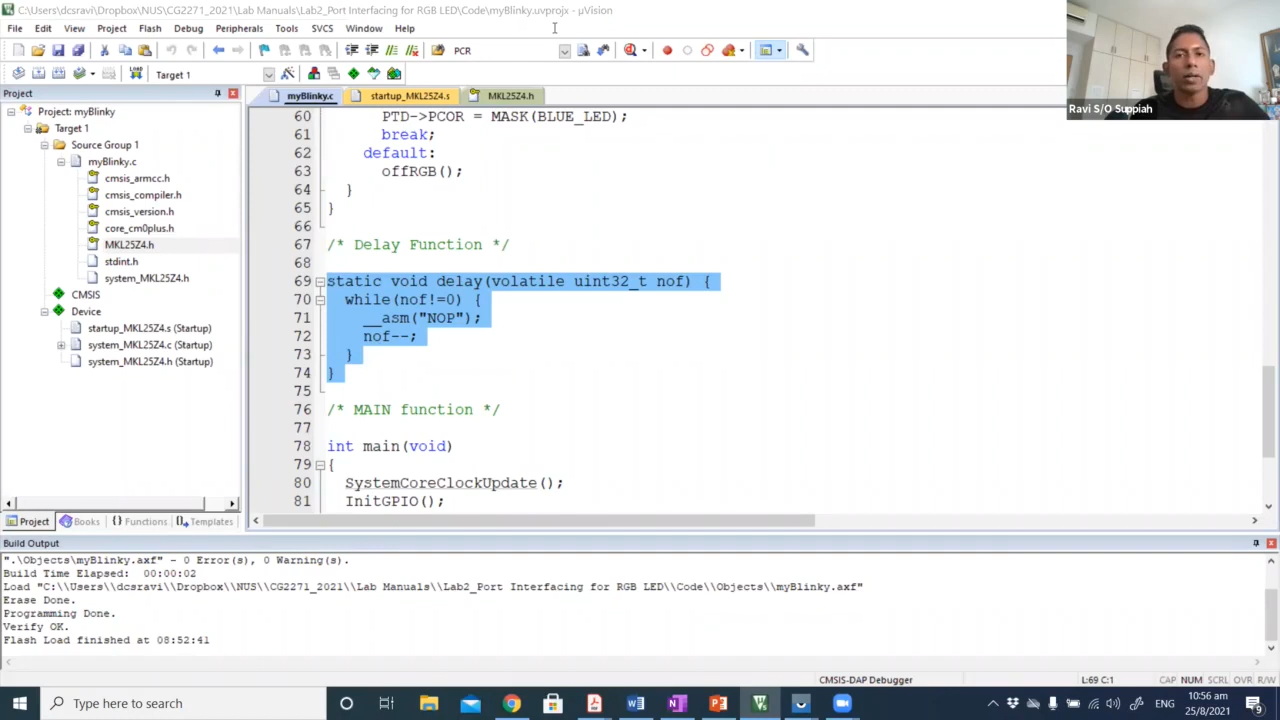 C:\Users\dcsravi\Dropbox\NUS\CG2271_2021\Lab Manuals\Lab2_Port Interfacing for RGB LED\Code\myBlinky.uvprojx - µVision
File Edit View Project Flash Debug Peripherals Tools SVCS Window Help
PCR
LOAD Target 1
Project
myBlinky.c startup_MKL25Z4.s MKL25Z4.h
Project: myBlinky
Target 1
Source Group 1
myBlinky.c
cmsis_armcc.h
cmsis_compiler.h
cmsis_version.h
core_cm0plus.h
MKL25Z4.h
stdint.h
system_MKL25Z4.h
CMSIS
Device
startup_MKL25Z4.s (Startup)
system_MKL25Z4.c (Startup)
system_MKL25Z4.h (Startup)
Project Books Functions Templates
60 PTD->PCOR = MASK(BLUE_LED);
61 break;
62 default:
63 offRGB();
64 }
65 }
66
67 /* Delay Function */
68
69 static void delay(volatile uint32_t nof) {
70 while(nof!=0) {
71 __asm("NOP");
72 nof--;
73 }
74 }
75
76 /* MAIN function */
77
78 int main(void)
79 {
80 SystemCoreClockUpdate();
81 InitGPIO();
Ravi S/O Suppiah
Build Output
".\Objects\myBlinky.axf" - 0 Error(s), 0 Warning(s).
Build Time Elapsed: 00:00:02
Load "C:\\Users\\dcsravi\\Dropbox\\NUS\\CG2271_2021\\Lab Manuals\\Lab2_Port Interfacing for RGB LED\\Code\\Objects\\myBlinky.axf"
Erase Done.
Programming Done.
Verify OK.
Flash Load finished at 08:52:41
CMSIS-DAP Debugger L:69 C:1 CAP NUM SCRL OVR R/W
Type here to search
ENG
10:56 am
25/8/2021
9